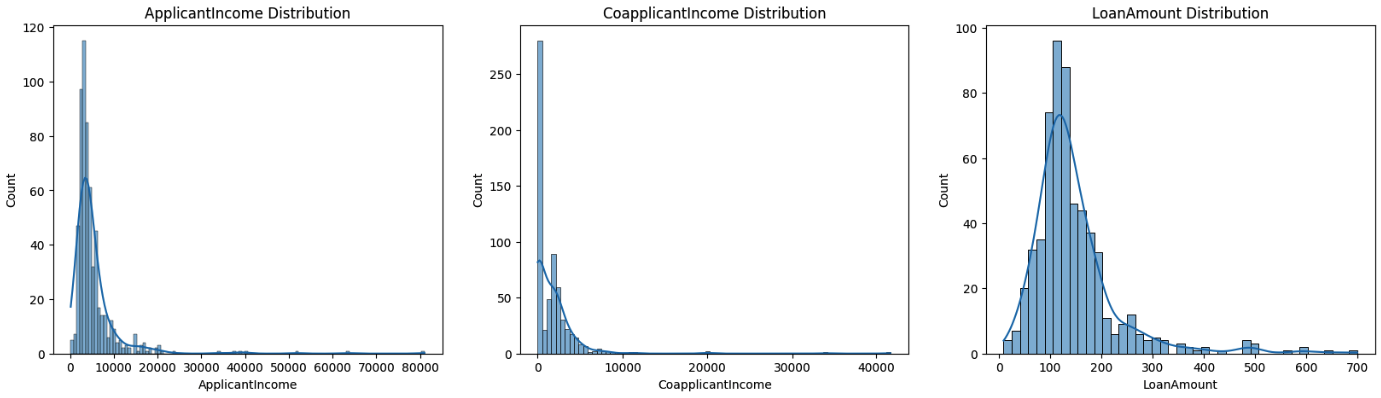 ApplicantIncome Distribution
120
100
80
60
40
20
0
Count
0 10000 20000 30000 40000 50000 60000 70000 80000
ApplicantIncome
CoapplicantIncome Distribution
250
200
150
100
50
0
Count
0 10000 20000 30000 40000
CoapplicantIncome
LoanAmount Distribution
100
80
60
40
20
0
Count
0 100 200 300 400 500 600 700
LoanAmount